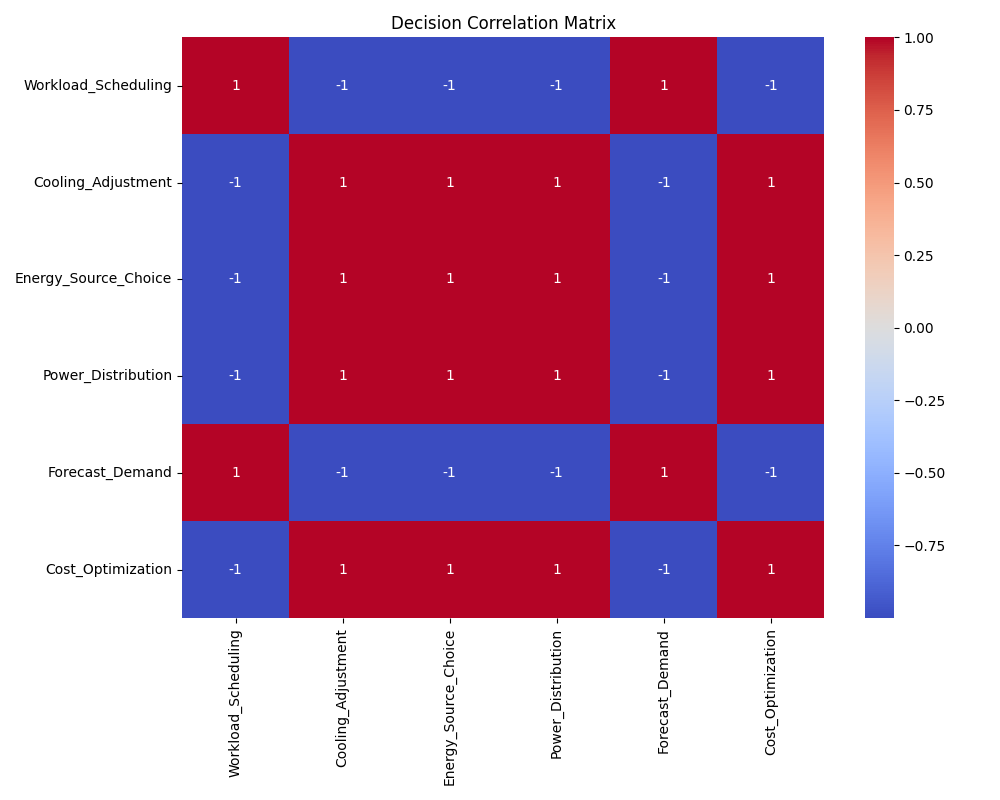 Decision Correlation Matrix
Workload_Scheduling 1 -1 -1 -1 1 -1
Cooling_Adjustment -1 1 1 1 -1 1
Energy_Source_Choice -1 1 1 1 -1 1
Power_Distribution -1 1 1 1 -1 1
Forecast_Demand 1 -1 -1 -1 1 -1
Cost_Optimization -1 1 1 1 -1 1
Workload_Scheduling
Cooling_Adjustment
Energy_Source_Choice
Power_Distribution
Forecast_Demand
Cost_Optimization
1.00
0.75
0.50
0.25
0.00
−0.25
−0.50
−0.75